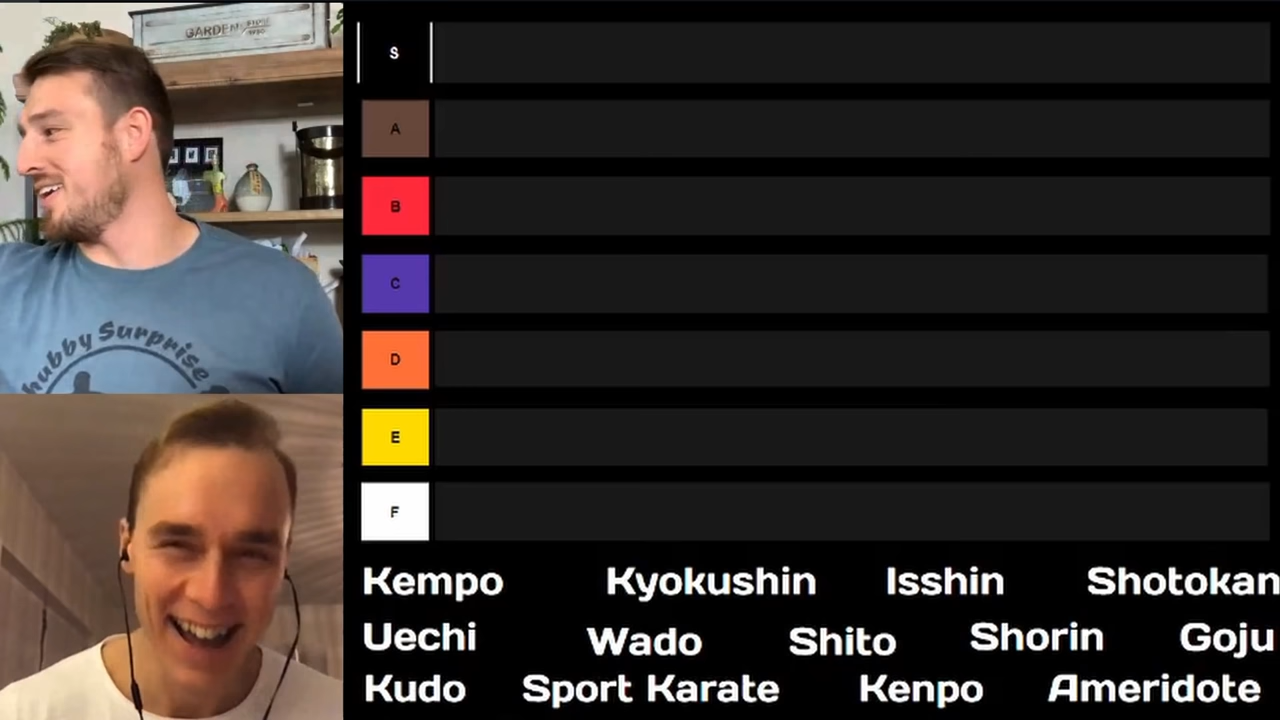 GARDEN
hubby Surprise
S
A
B
C
D
E
F
Kempo Kyokushin Isshin Shotokan
Uechi Wado Shito Shorin Goju
Kudo Sport Karate Kenpo Ameridote